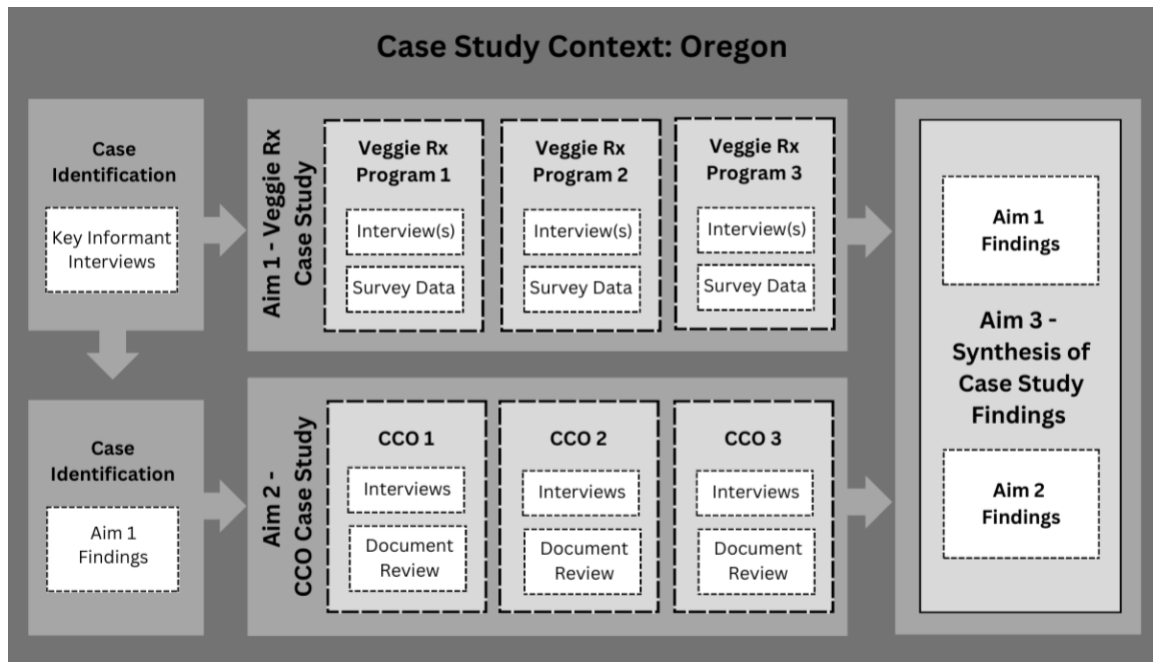 Case Study Context: Oregon
Case
Identification
Key Informant
Interviews
Aim 1 - Veggie Rx
Case Study
Veggie Rx
Program 1
Interview(s)
Survey Data
Veggie Rx
Program 2
Interview(s)
Survey Data
Veggie Rx
Program 3
Interview(s)
Survey Data
Case
Identification
Aim 1
Findings
Aim 2 -
CCO Case Study
CCO 1
Interviews
Document
Review
CCO 2
Interviews
Document
Review
CCO 3
Interviews
Document
Review
Aim 1
Findings
Aim 3 -
Synthesis of
Case Study
Findings
Aim 2
Findings